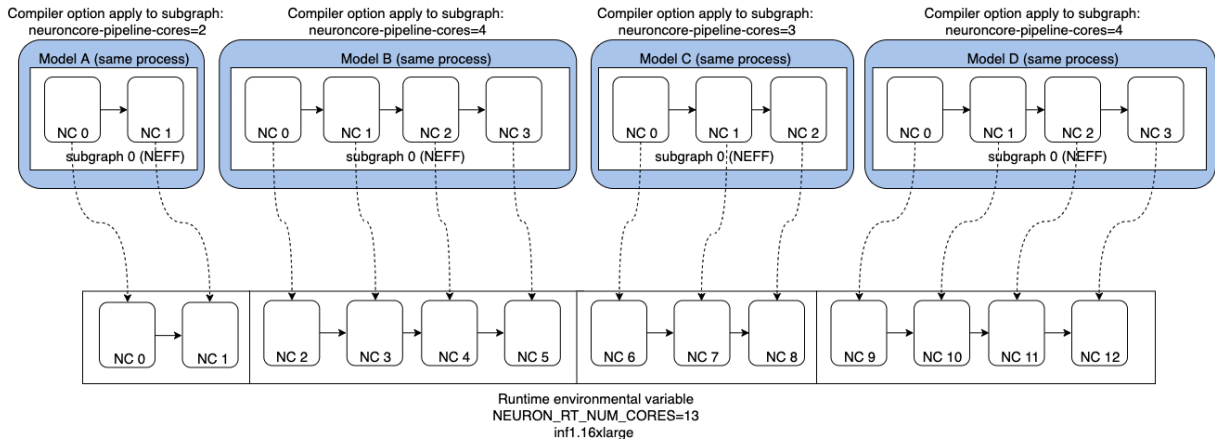 Compiler option apply to subgraph:
neuroncore-pipeline-cores=2
Compiler option apply to subgraph:
neuroncore-pipeline-cores=4
Compiler option apply to subgraph:
neuroncore-pipeline-cores=3
Compiler option apply to subgraph:
neuroncore-pipeline-cores=4
Model A (same process)
NC 0
NC 1
subgraph 0 (NEFF)
Model B (same process)
NC 0
NC 1
NC 2
NC 3
subgraph 0 (NEFF)
Model C (same process)
NC 0
NC 1
NC 2
subgraph 0 (NEFF)
Model D (same process)
NC 0
NC 1
NC 2
NC 3
subgraph 0 (NEFF)
NC 0
NC 1
NC 2
NC 3
NC 4
NC 5
NC 6
NC 7
NC 8
NC 9
NC 10
NC 11
NC 12
Runtime environmental variable
NEURON_RT_NUM_CORES=13
inf1.16xlarge